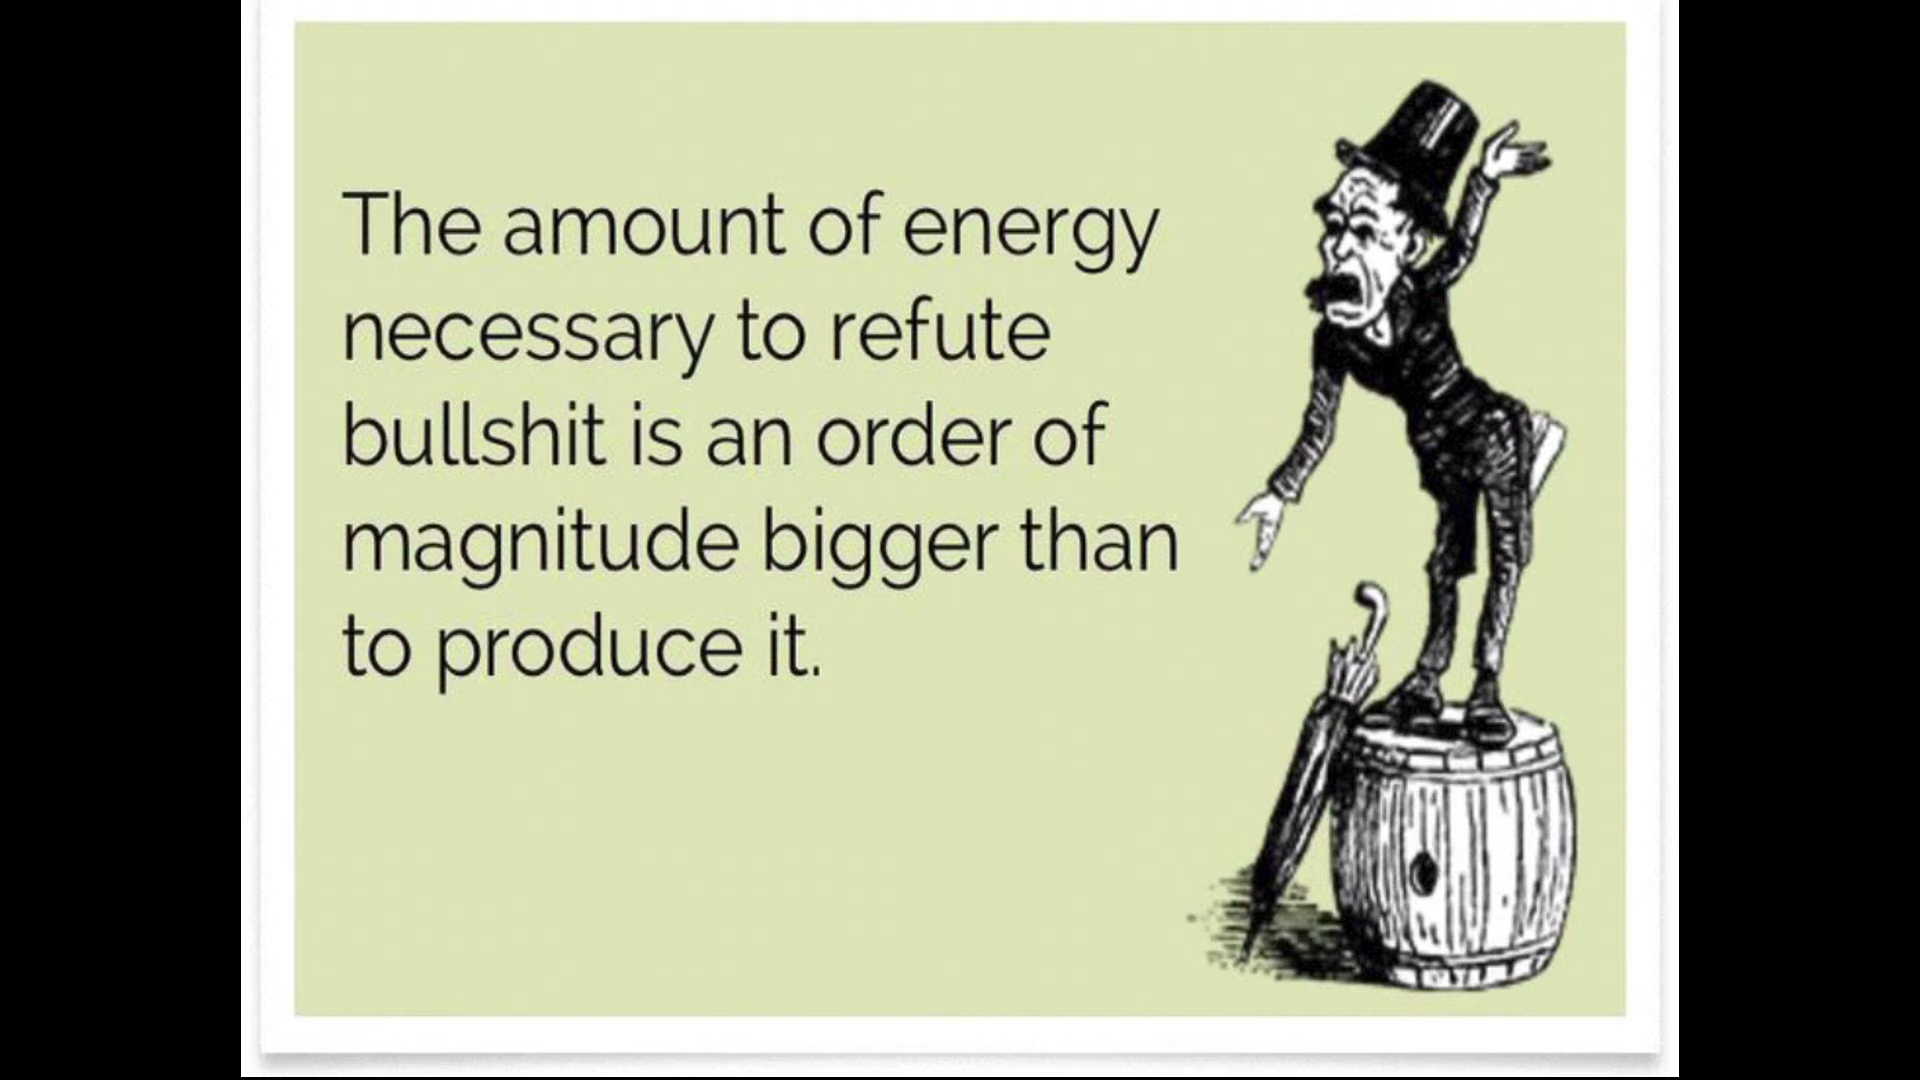 The amount of energy
necessary to refute
bullshit is an order of
magnitude bigger than
to produce it.